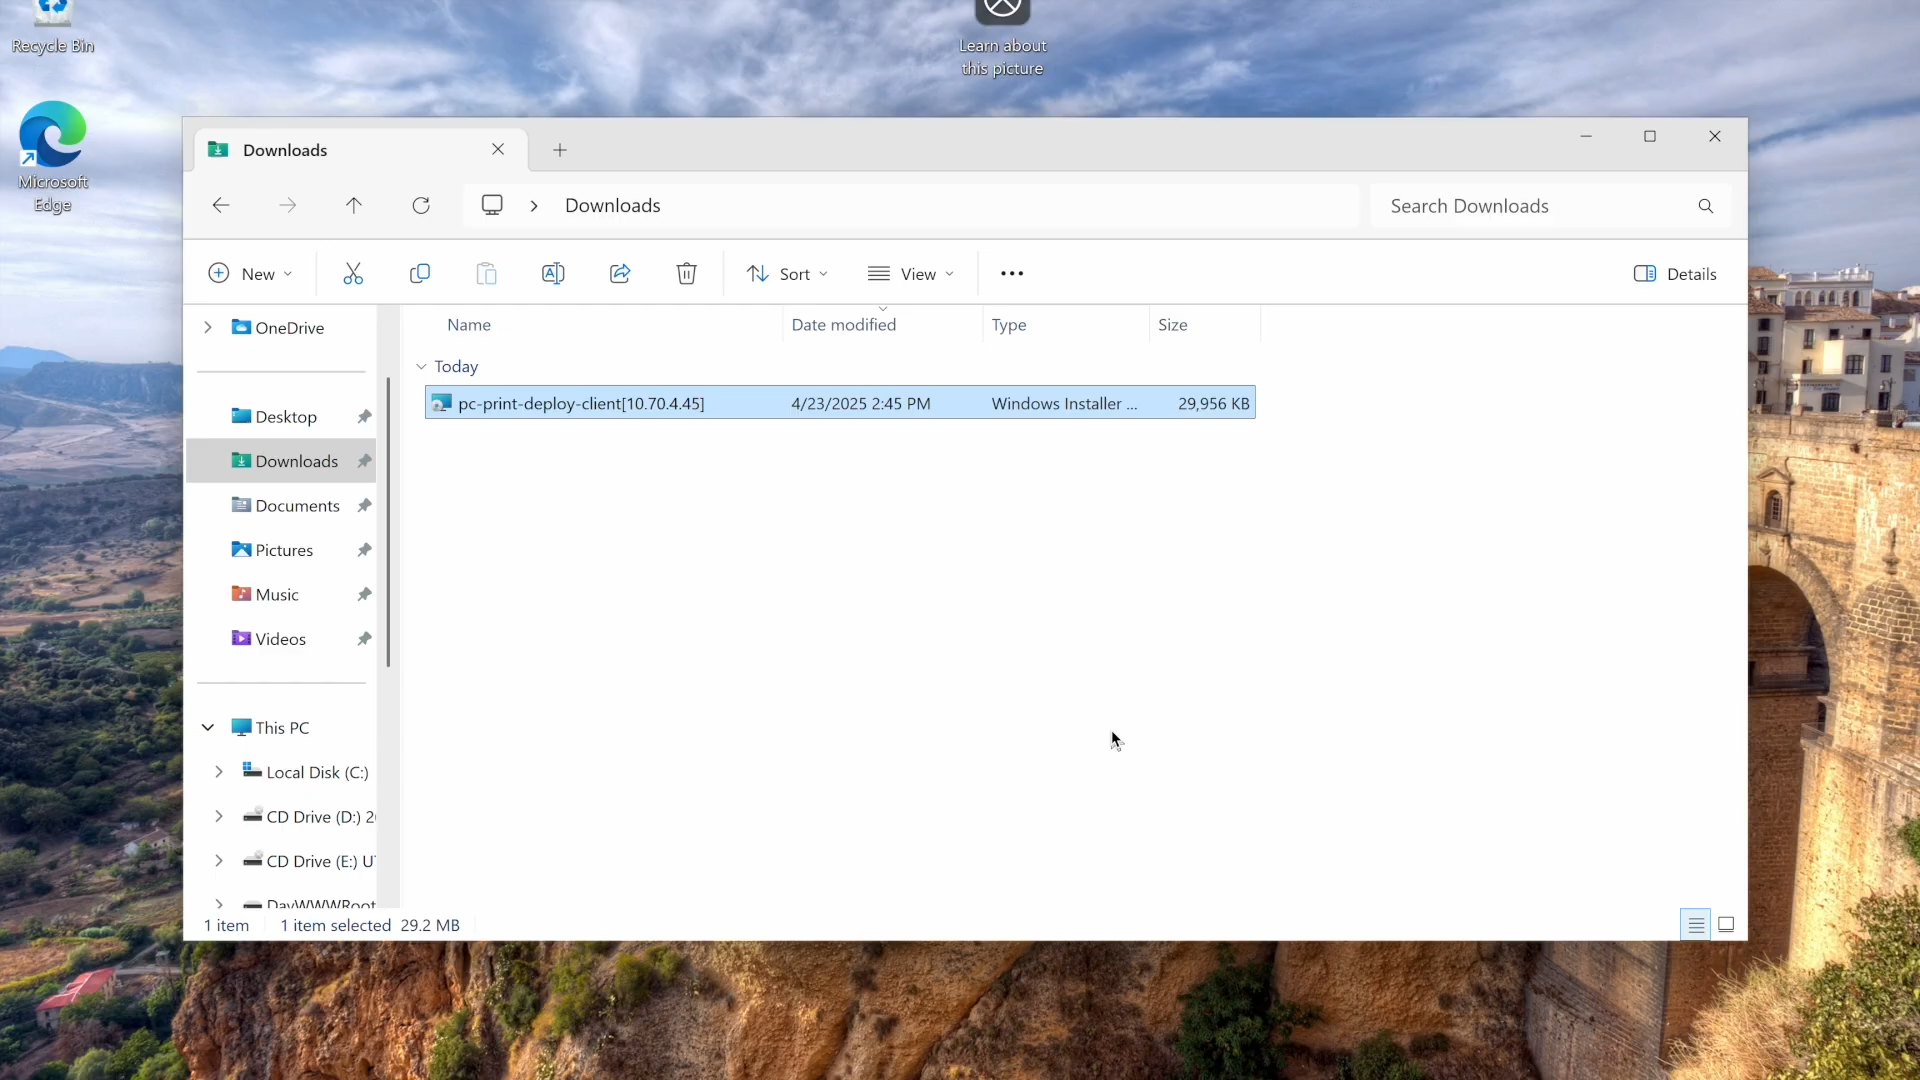 Recycle Bin
Learn about
this picture
Microsoft
Edge
Downloads
Downloads
Search Downloads
New
Sort
View
Details
OneDrive
Desktop
Downloads
Documents
Pictures
Music
Videos
This PC
Local Disk (C:)
CD Drive (D:) 2
CD Drive (E:) U
DavWWWRoot
Name Date modified Type Size
Today
pc-print-deploy-client[10.70.4.45] 4/23/2025 2:45 PM Windows Installer ... 29,956 KB
1 item 1 item selected 29.2 MB